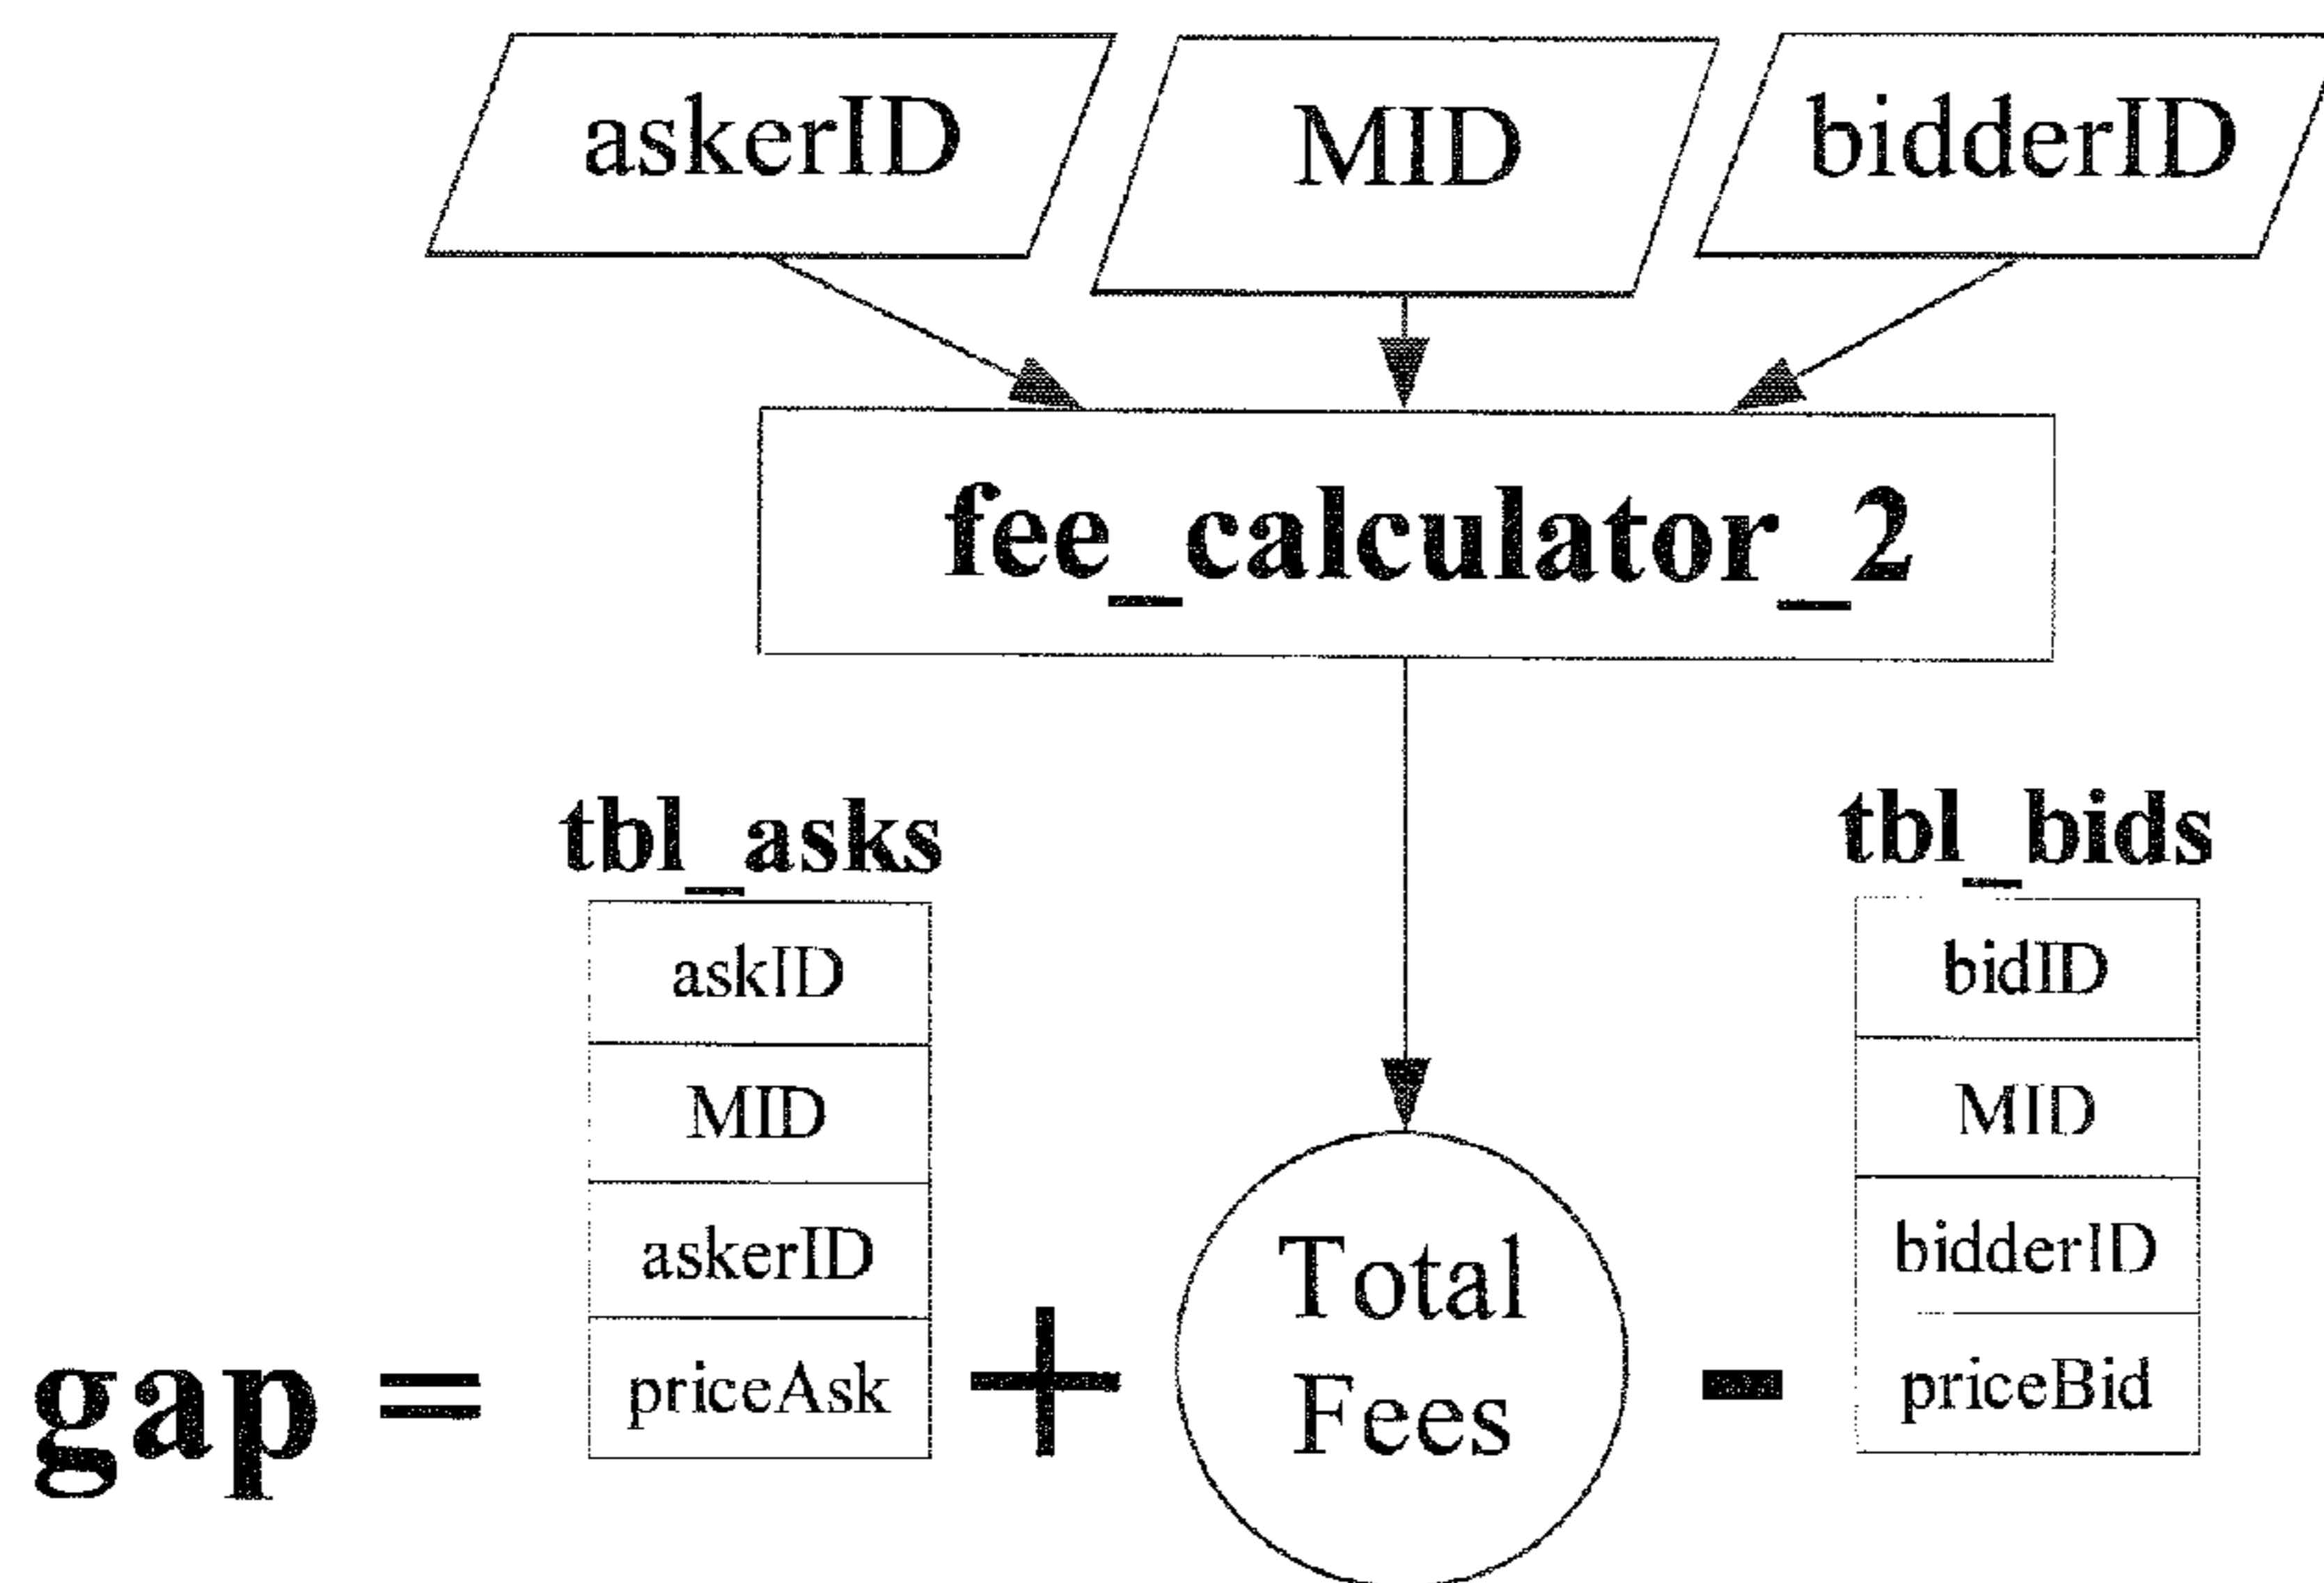 askerID
MID
bidderID
fee_calculator_2
tbl_asks
askID
MID
askerID
priceAsk
tbl_bids
bidID
MID
bidderID
priceBid
gap =
+
Total
Fees
-